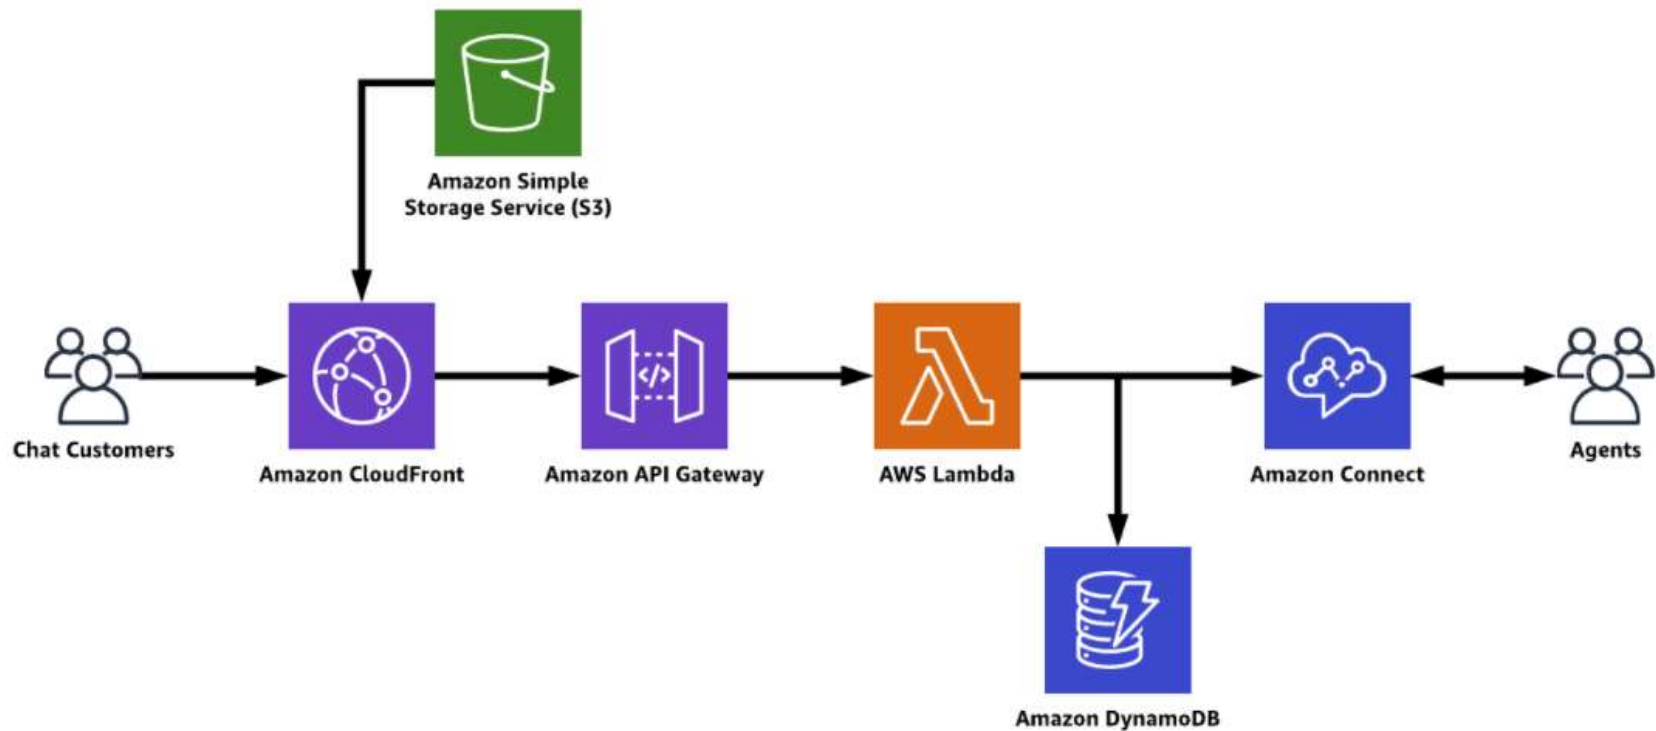 Amazon Simple
Storage Service (S3)
Chat Customers
Amazon CloudFront
</>
Amazon API Gateway
AWS Lambda
Amazon Connect
Agents
Amazon DynamoDB